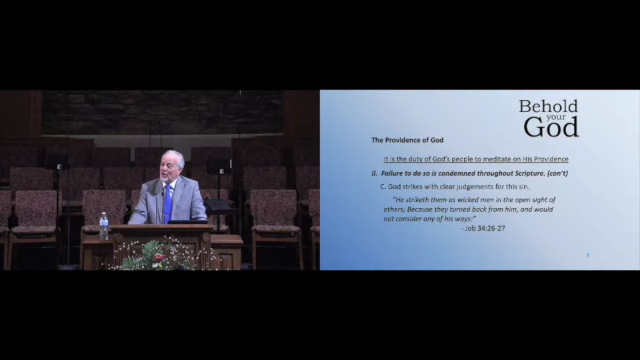 Behold
your
God
The Providence of God
It is the duty of God's people to meditate on His Providence
II. Failure to do so is condemned throughout Scripture. (con't)
C. God strikes with clear judgements for this sin.
"He striketh them as wicked men in the open sight of
others; Because they turned back from him, and would
not consider any of his ways:"
- Job 34:26-27
7